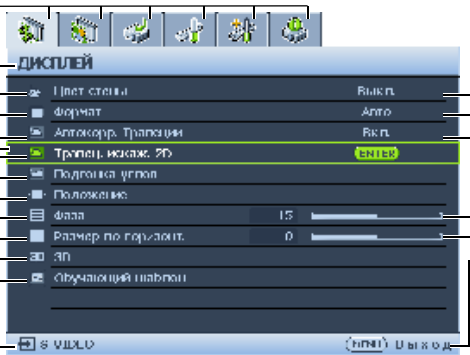 ДИСПЛЕЙ
Цвет стены Выкл.
Формат Авто
Автокорр. Трапеции Вкл.
Трапец. искаж. 2D ENTER
Подгонка углов
Положение
Фаза 15
Размер по горизонт. 0
3D
Обучающий шаблон
S-VIDEO MENU Выход